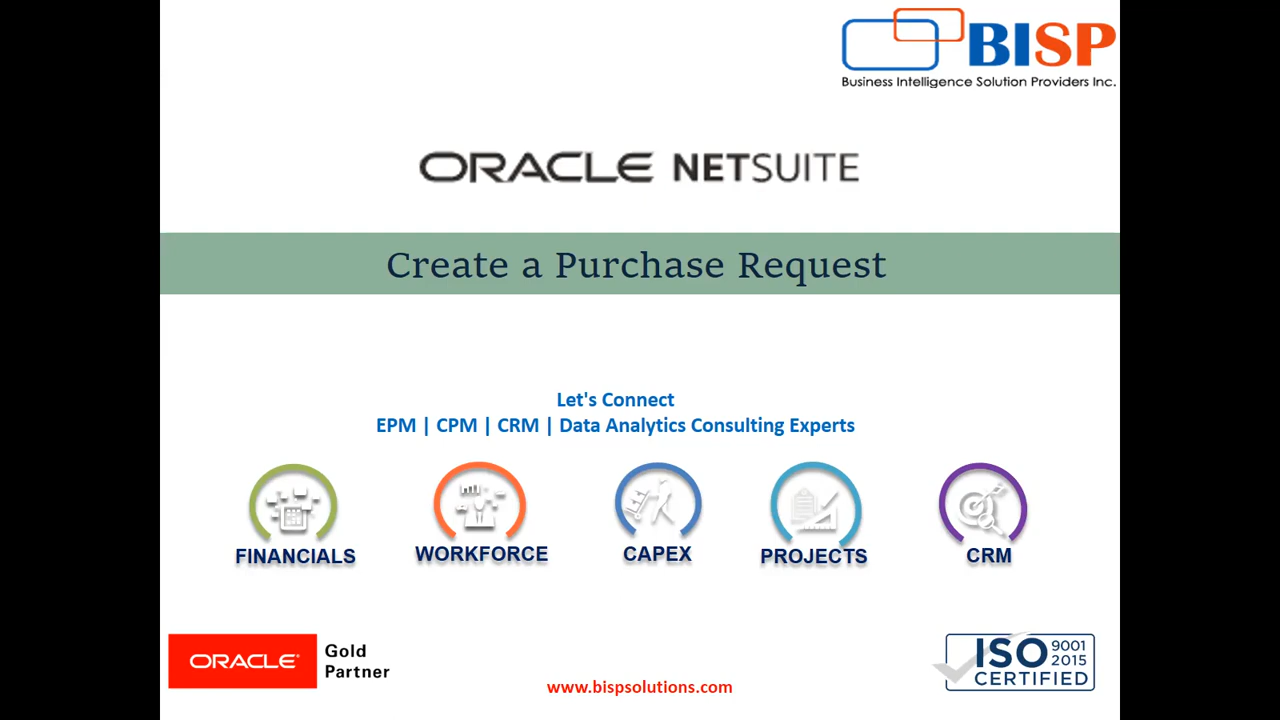 BISP
Business Intelligence Solution Providers Inc.
ORACLE NETSUITE
Create a Purchase Request
Let's Connect
EPM | CPM | CRM | Data Analytics Consulting Experts
FINANCIALS
WORKFORCE
CAPEX
PROJECTS
CRM
ORACLE®
Gold
Partner
www.bispsolutions.com
ISO 9001
2015
CERTIFIED